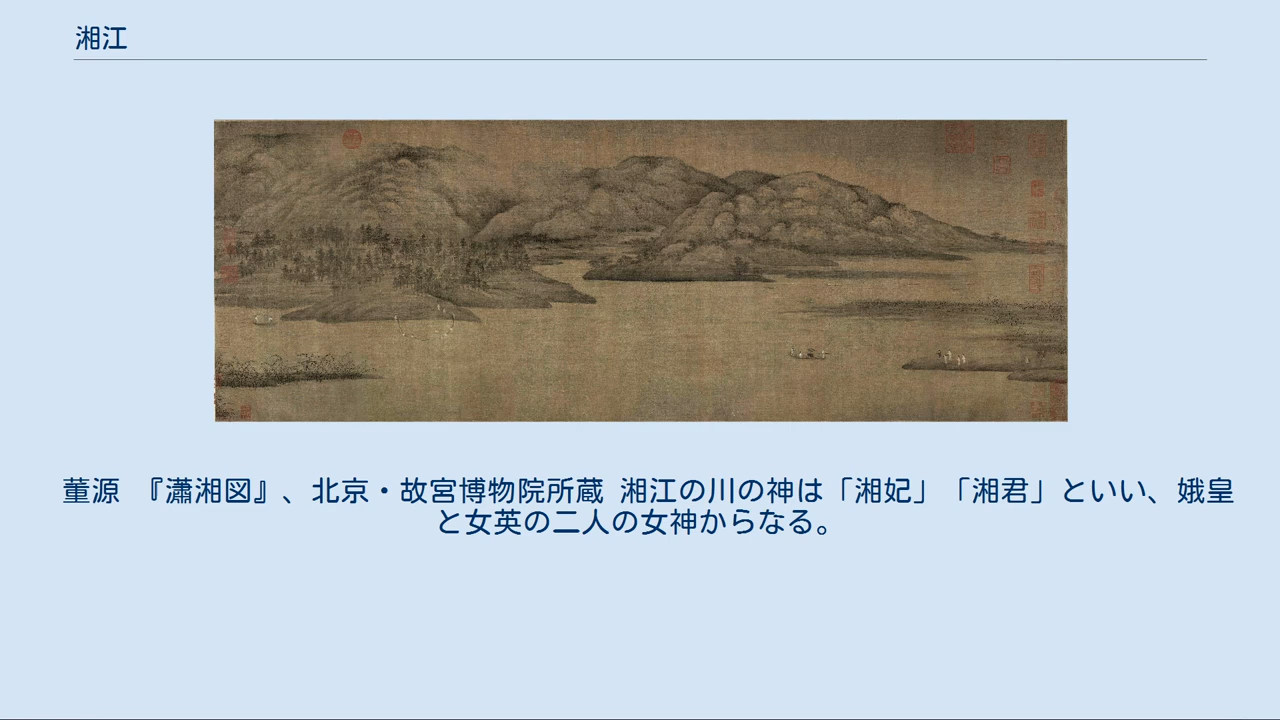 湘江
董源　『瀟湘図』、北京・故宮博物院所蔵 湘江の川の神は「湘妃」「湘君」といい、娥皇
と女英の二人の女神からなる。